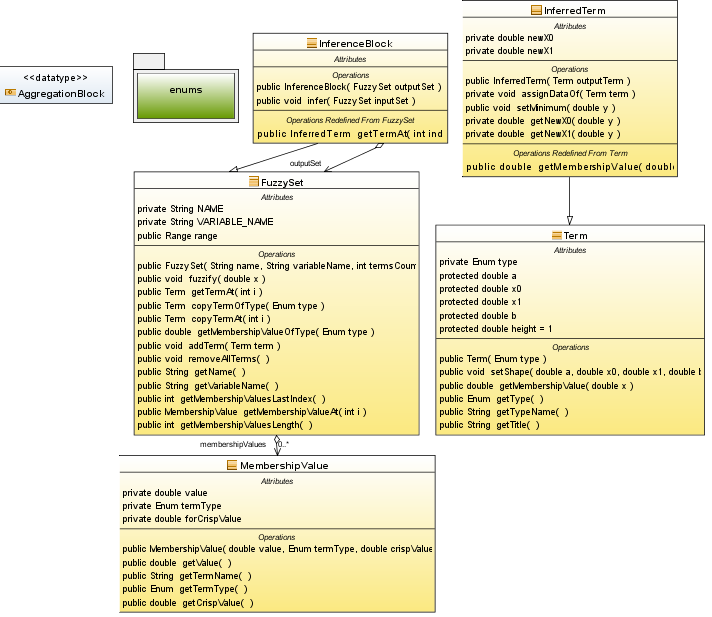 <<datatype>>
AggregationBlock
enums
InferenceBlock
Attributes
Operations
public InferenceBlock( FuzzySet outputSet )
public void infer( FuzzySet inputSet )
Operations Redefined From FuzzySet
public InferredTerm getTermAt( int ind
InferredTerm
Attributes
private double newX0
private double newX1
Operations
public InferredTerm( Term outputTerm )
private void assignDataOf( Term term )
public void setMinimum( double y )
private double getNewX0( double y )
private double getNewX1( double y )
Operations Redefined From Term
public double getMembershipValue( doubl
outputSet
FuzzySet
Attributes
private String NAME
private String VARIABLE_NAME
public Range range
Operations
public FuzzySet( String name, String variableName, int termsCoun
public void fuzzify( double x )
public Term getTermAt( int i )
public Term copyTermOfType( Enum type )
public Term copyTermAt( int i )
public double getMembershipValueOfType( Enum type )
public void addTerm( Term term )
public void removeAllTerms( )
public String getName( )
public String getVariableName( )
public int getMembershipValuesLastIndex( )
public MembershipValue getMembershipValueAt( int i )
public int getMembershipValuesLength( )
Term
Attributes
private Enum type
protected double a
protected double x0
protected double x1
protected double b
protected double height = 1
Operations
public Term( Enum type )
public void setShape( double a, double x0, double x1, double b
public double getMembershipValue( double x )
public Enum getType( )
public String getTypeName( )
public String getTitle( )
membershipValues 0..*
MembershipValue
Attributes
private double value
private Enum termType
private double forCrispValue
Operations
public MembershipValue( double value, Enum termType, double crispValue
public double getValue( )
public String getTermName( )
public Enum getTermType( )
public double getCrispValue( )